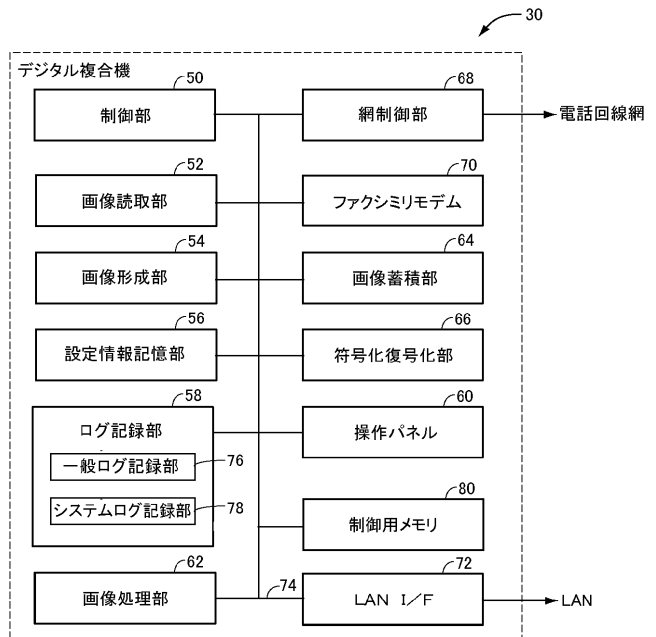 30
デジタル複合機
50
制御部
68
網制御部
電話回線網
52
画像読取部
70
ファクシミリモデム
54
画像形成部
64
画像蓄積部
56
設定情報記憶部
66
符号化復号化部
58
ログ記録部
一般ログ記録部
76
システムログ記録部
78
60
操作パネル
80
制御用メモリ
62
画像処理部
74
72
LAN I/F
LAN